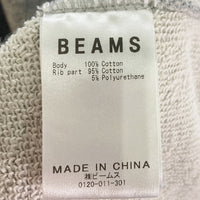 BEAMS
Body 100% Cotton
Rib part 95% Cotton
5% Polyurethane
MADE IN CHINA
㈱ビームス
0120-011-301